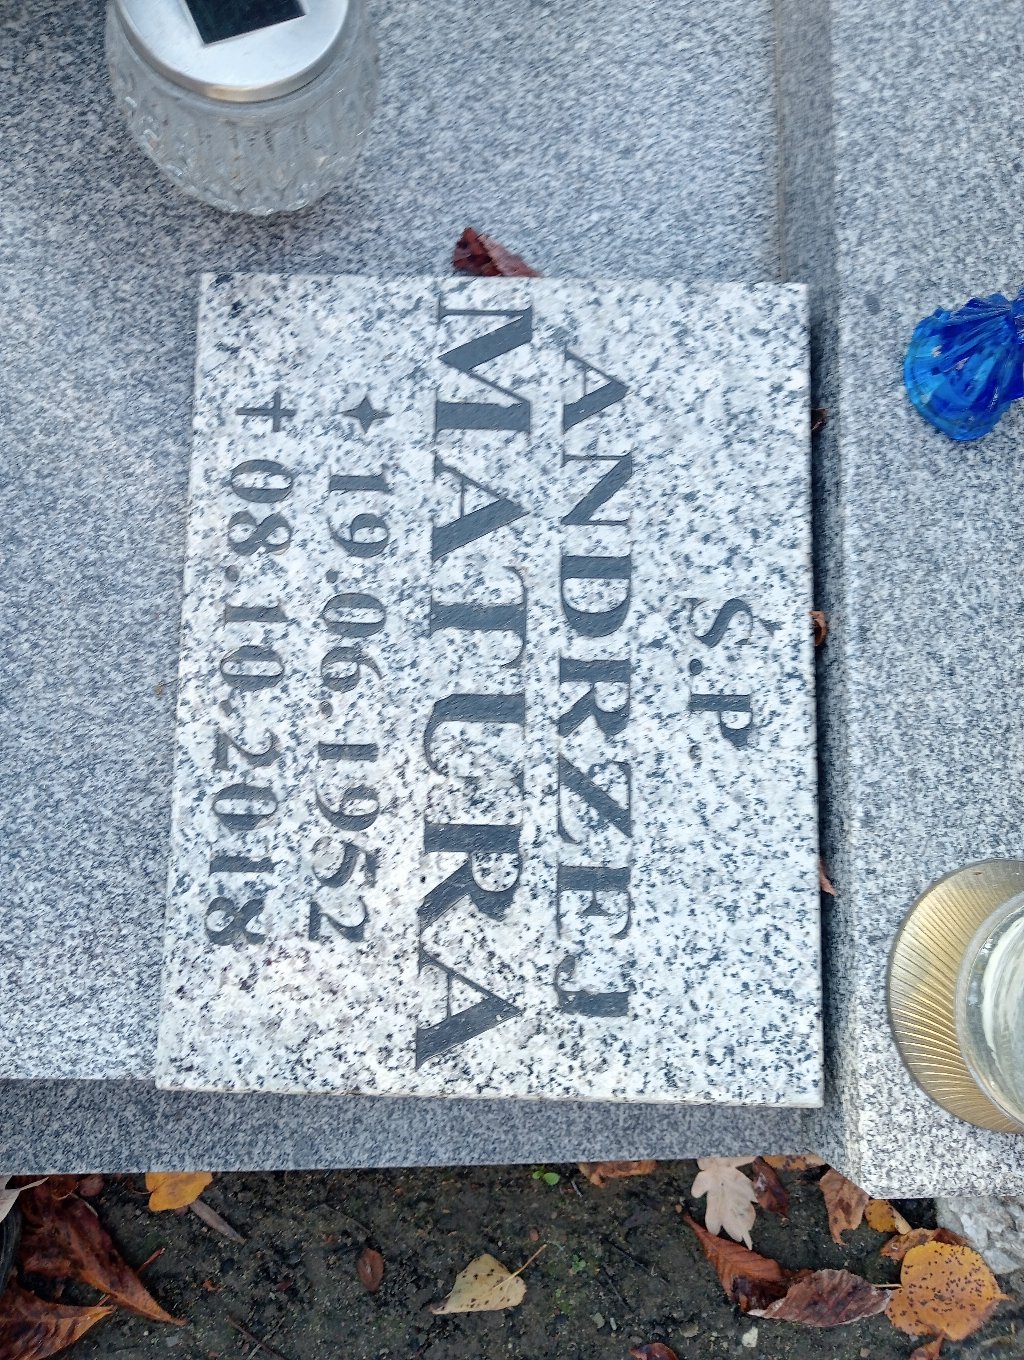 Ś.P.
ANDRZEJ
MATURA
✦ 19.06.1952
† 08.10.2018